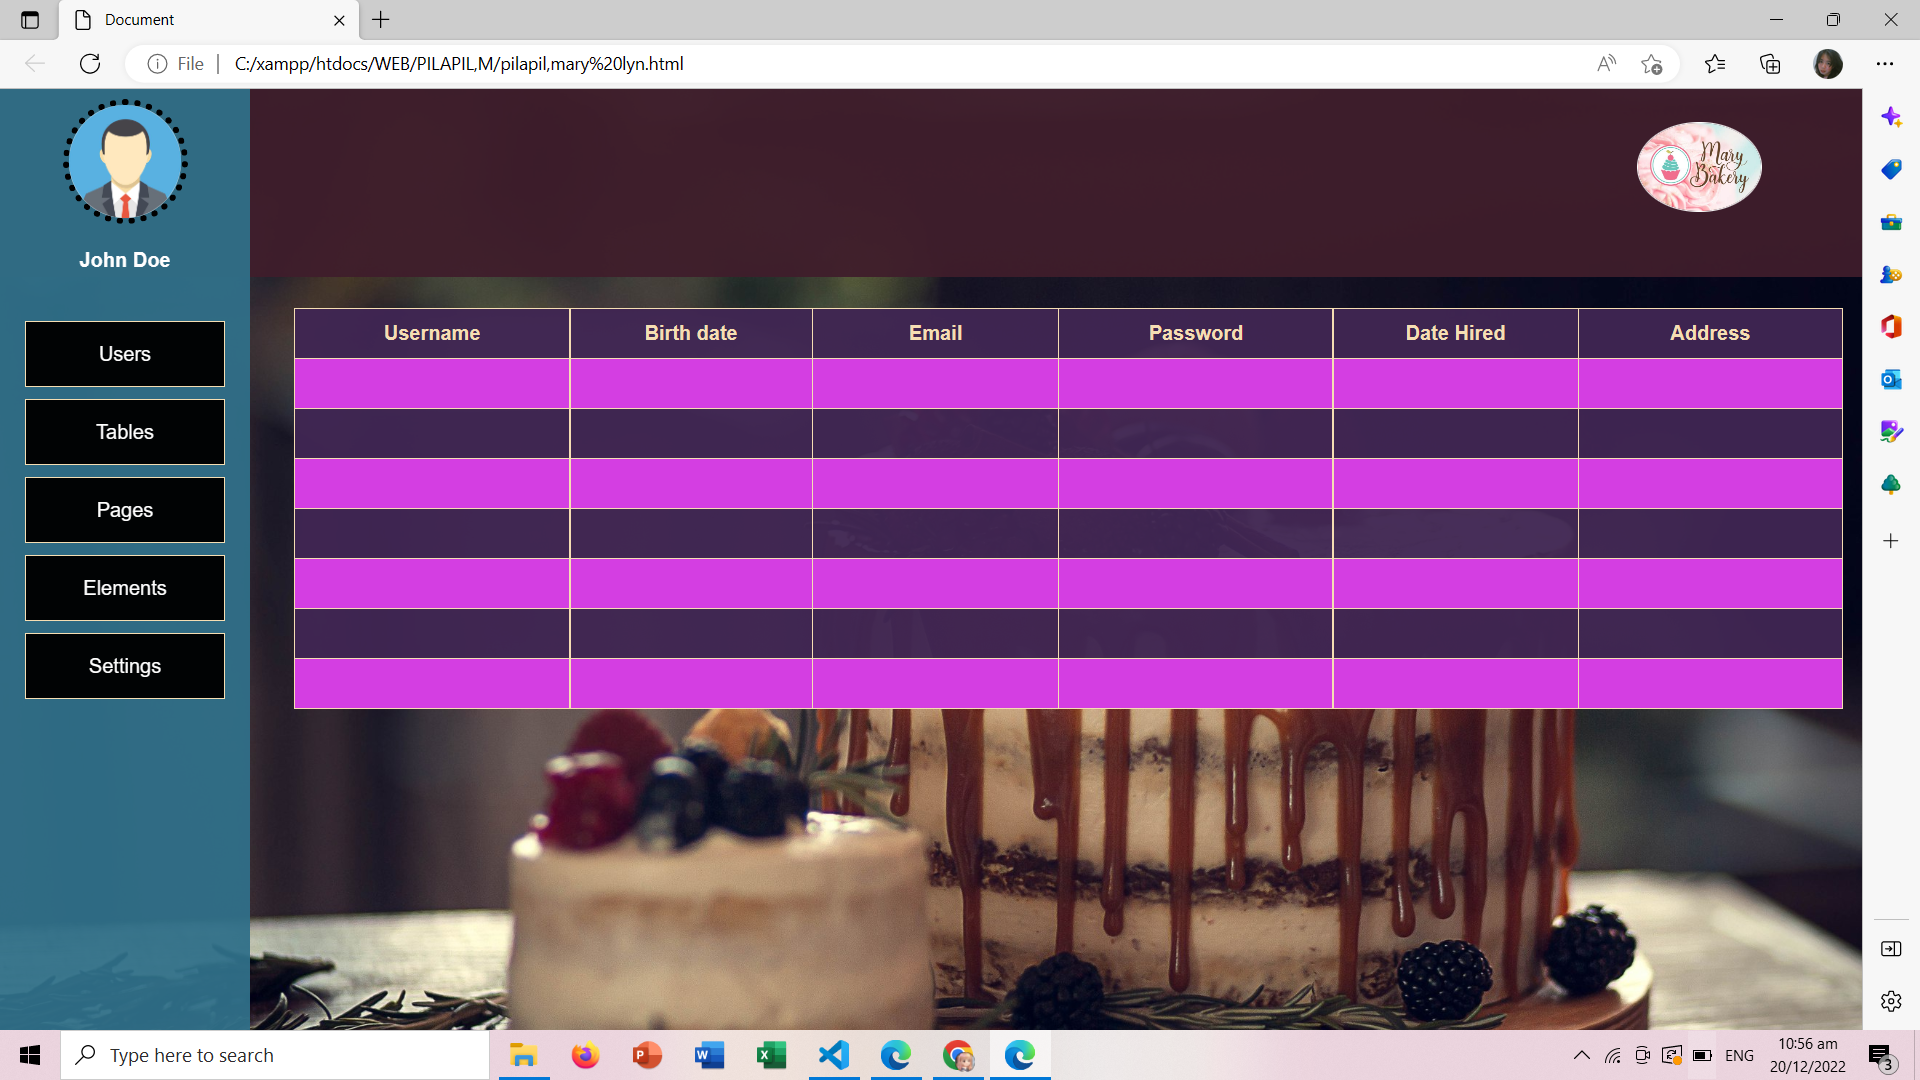 Document
File
C:/xampp/htdocs/WEB/PILAPIL,M/pilapil,mary%20lyn.html
Mary
Bakery
John Doe
Users
Tables
Pages
Elements
Settings
Username Birth date Email Password Date Hired Address
Type here to search
ENG
10:56 am
20/12/2022
3